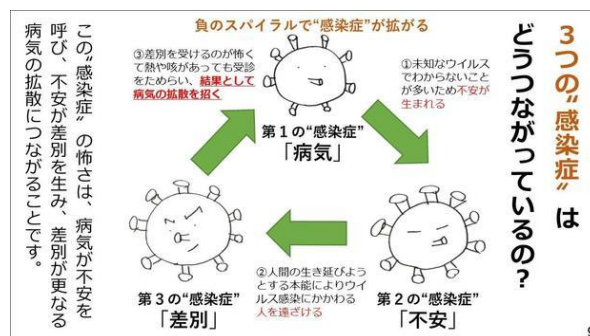 3つの“感染症” は
どうつながっているの？
負のスパイラルで“感染症”が拡がる
①未知なウイルス
でわからないこと
が多いため不安が
生まれる
第１の“感染症”
「病気」
③差別を受けるのが怖く
て熱や咳があっても受診
をためらい、結果として
病気の拡散を招く
第２の“感染症”
「不安」
②人間の生き延びよう
とする本能によりウイ
ルス感染にかかわる
人を遠ざける
第３の“感染症”
「差別」
この“感染症” の怖さは、病気が不安を
呼び、不安が差別を生み、差別が更なる
病気の拡散につながることです。